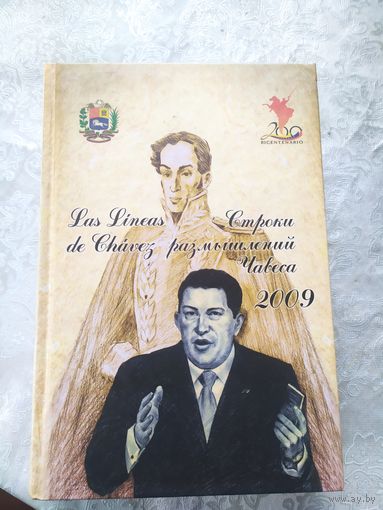 200
BICENTENARIO
Las Líneas
de Chávez
Строки
размышлений
Чавеса
2009
www.ay.by